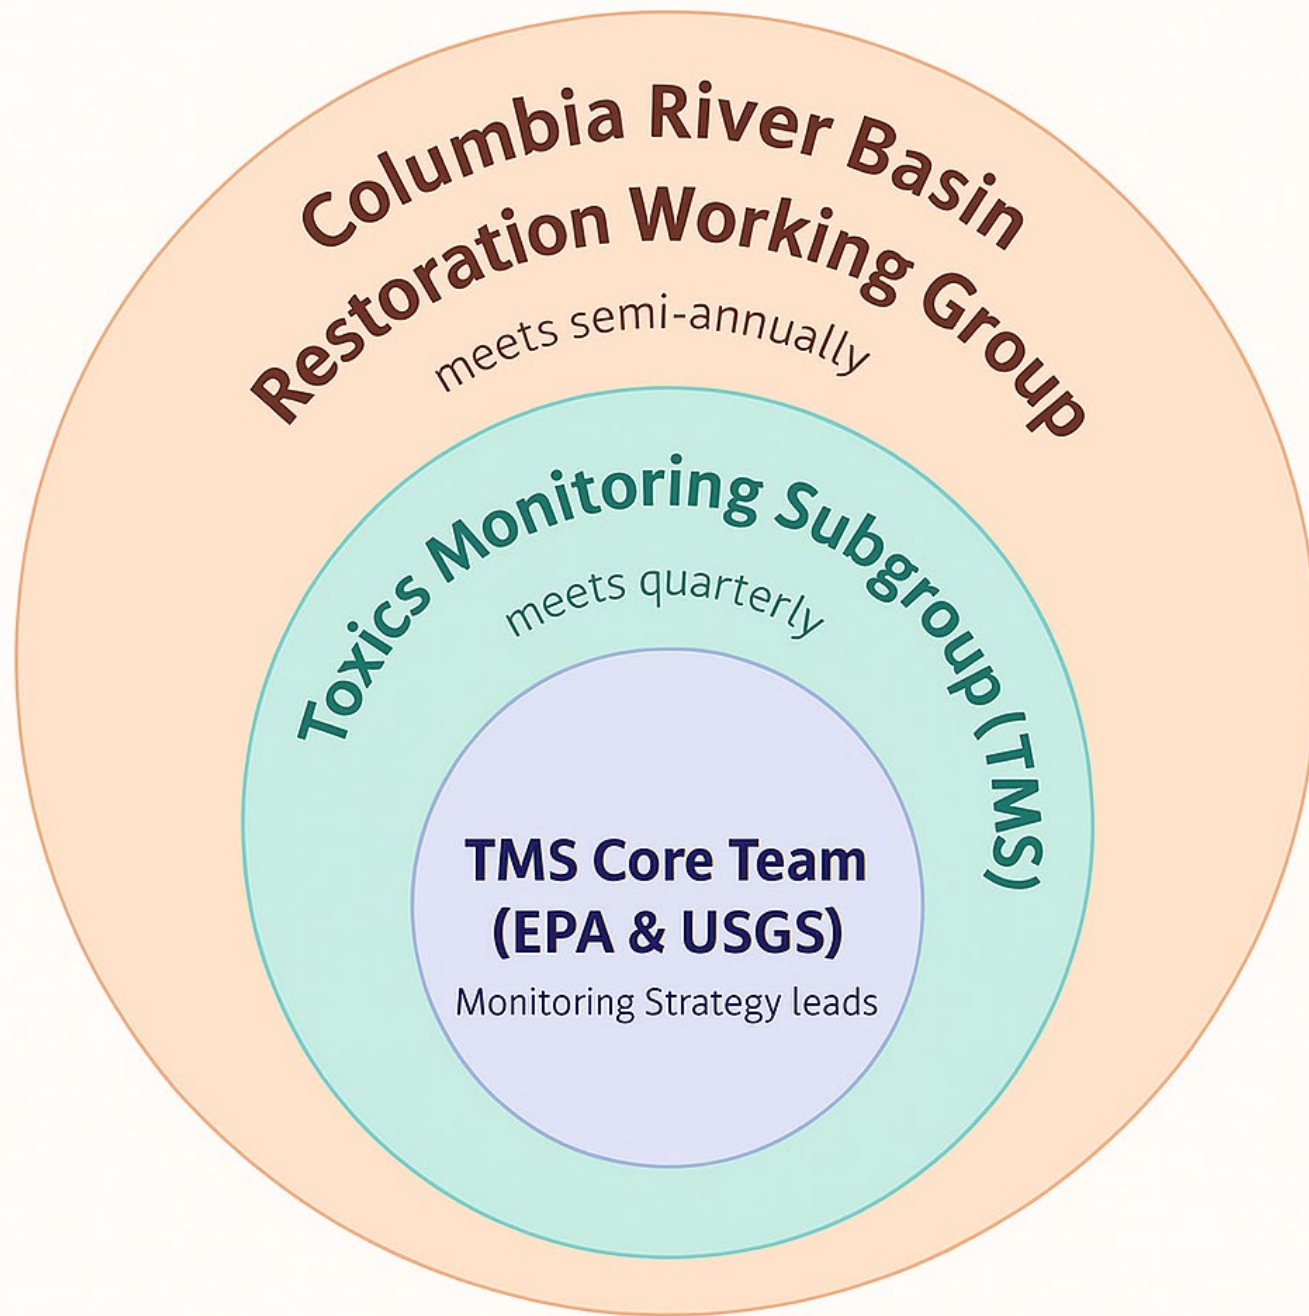 Columbia River Basin
Restoration Working Group
meets semi-annually
Toxics Monitoring Subgroup (TMS)
meets quarterly
TMS Core Team
(EPA & USGS)
Monitoring Strategy leads